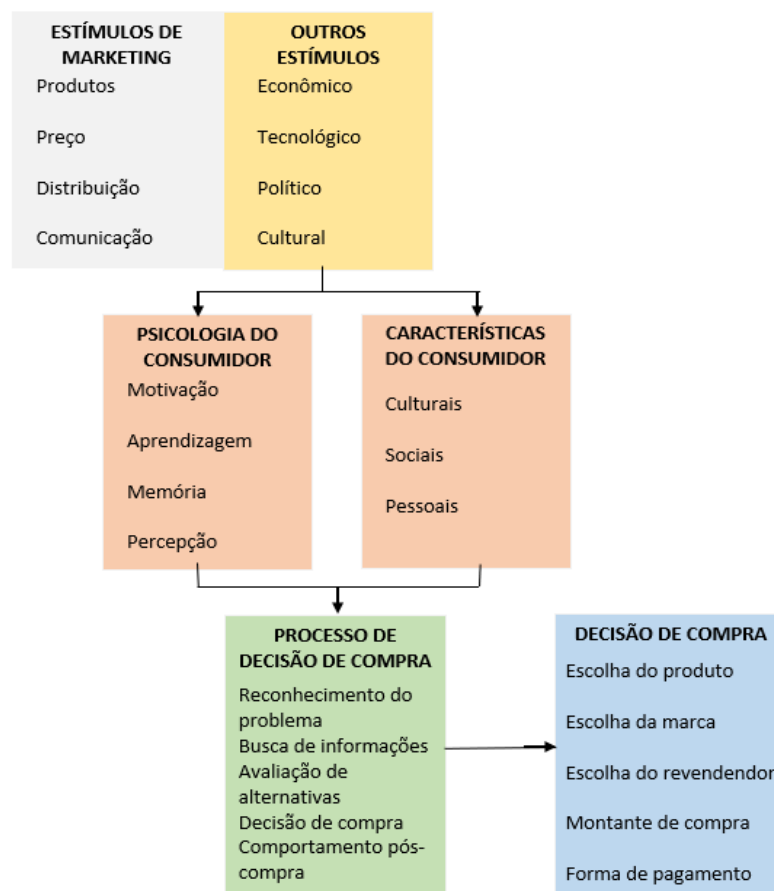 ESTÍMULOS DE
MARKETING
Produtos
Preço
Distribuição
Comunicação
OUTROS
ESTÍMULOS
Econômico
Tecnológico
Político
Cultural
PSICOLOGIA DO
CONSUMIDOR
Motivação
Aprendizagem
Memória
Percepção
CARACTERÍSTICAS
DO CONSUMIDOR
Culturais
Sociais
Pessoais
PROCESSO DE
DECISÃO DE COMPRA
Reconhecimento do
problema
Busca de informações
Avaliação de
alternativas
Decisão de compra
Comportamento pós-
compra
DECISÃO DE COMPRA
Escolha do produto
Escolha da marca
Escolha do revendendor
Montante de compra
Forma de pagamento